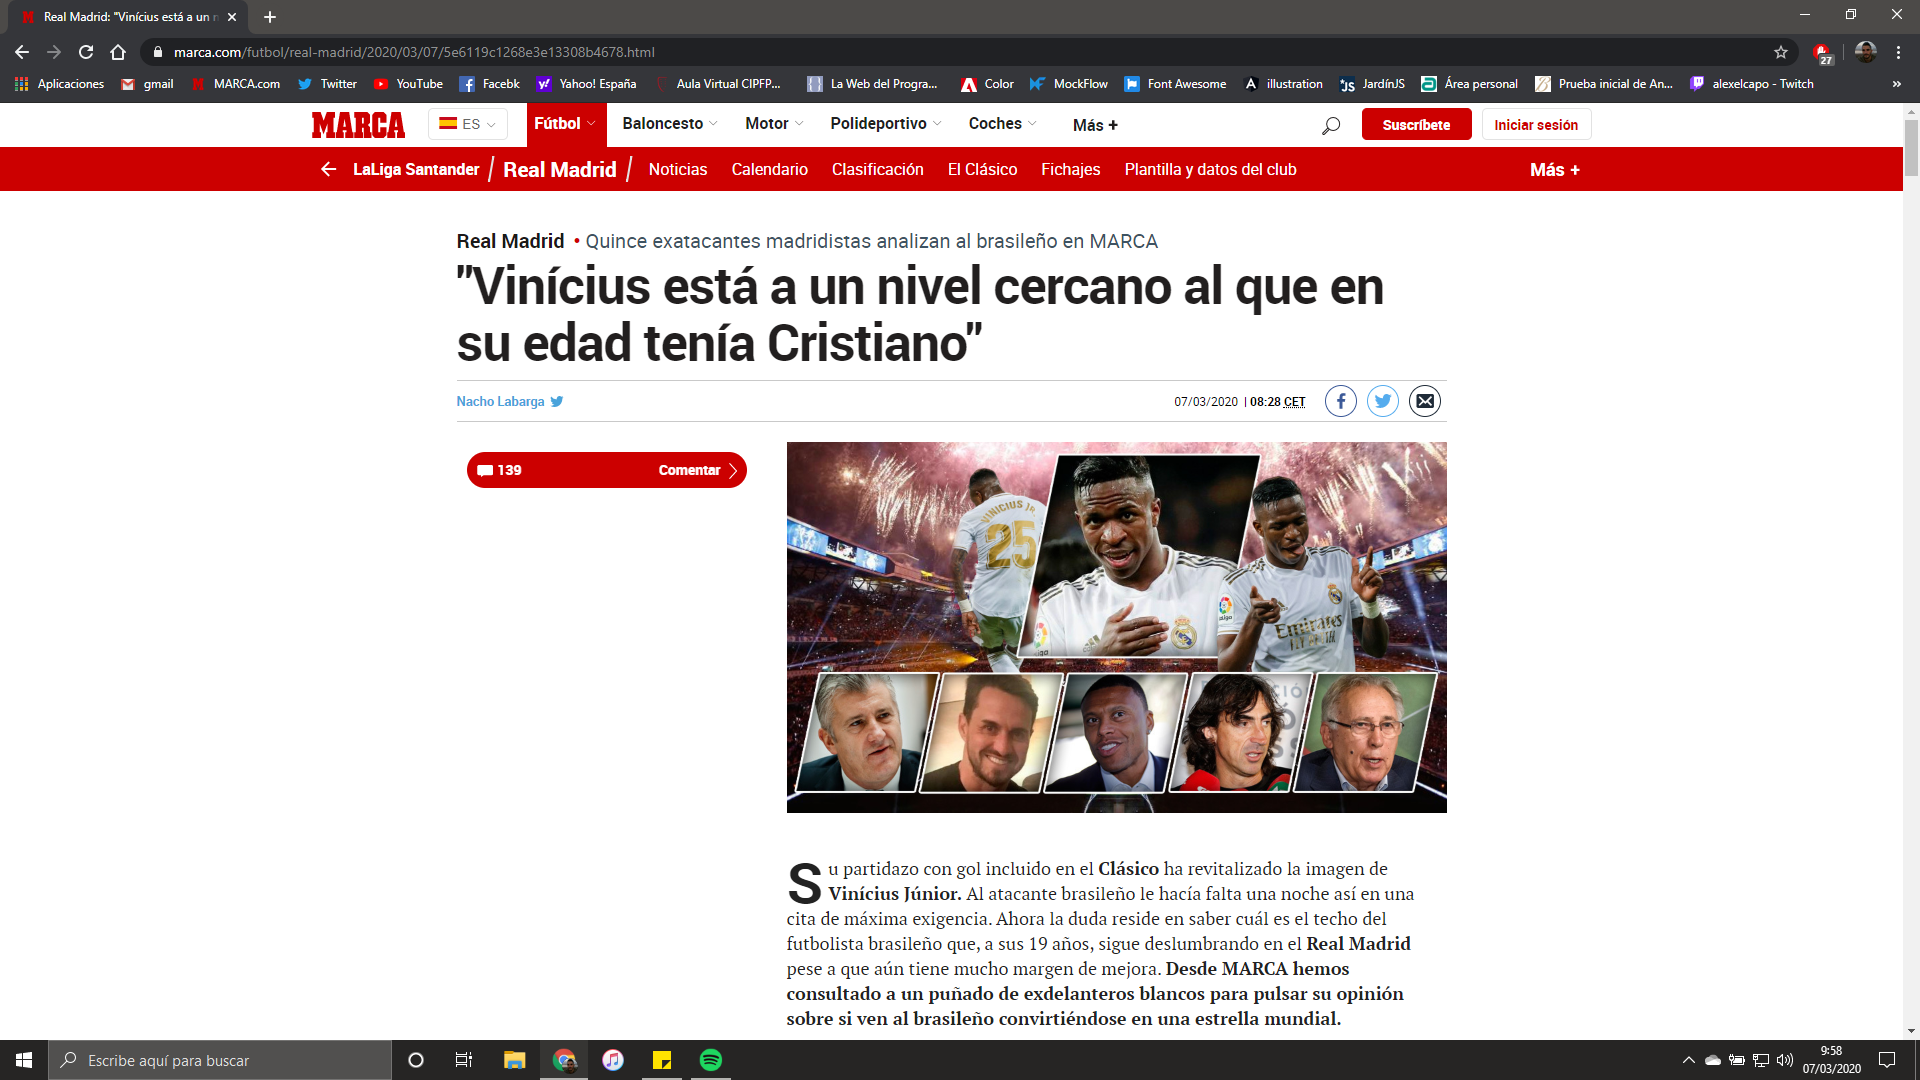 Real Madrid: "Vinícius está a un n
marca.com/futbol/real-madrid/2020/03/07/5e6119c1268e3e13308b4678.html
27
Aplicaciones gmail MARCA.com Twitter YouTube Facebk Yahoo! España Aula Virtual CIPFP... La Web del Progra... Color MockFlow Font Awesome illustration JardínJS Área personal Prueba inicial de An... alexelcapo - Twitch »
MARCA ES Fútbol Baloncesto Motor Polideportivo Coches Más + Suscríbete Iniciar sesión
LaLiga Santander / Real Madrid / Noticias Calendario Clasificación El Clásico Fichajes Plantilla y datos del club Más +
Real Madrid • Quince exatacantes madridistas analizan al brasileño en MARCA
"Vinícius está a un nivel cercano al que en
su edad tenía Cristiano"
Nacho Labarga 07/03/2020 | 08:28 CET
139 Comentar
VINICIUS JR.
25
Emirates
Su partidazo con gol incluido en el Clásico ha revitalizado la imagen de
Vinícius Júnior. Al atacante brasileño le hacía falta una noche así en una
cita de máxima exigencia. Ahora la duda reside en saber cuál es el techo del
futbolista brasileño que, a sus 19 años, sigue deslumbrando en el Real Madrid
pese a que aún tiene mucho margen de mejora. Desde MARCA hemos
consultado a un puñado de exdelanteros blancos para pulsar su opinión
sobre si ven al brasileño convirtiéndose en una estrella mundial.
Escribe aquí para buscar
9:58
07/03/2020